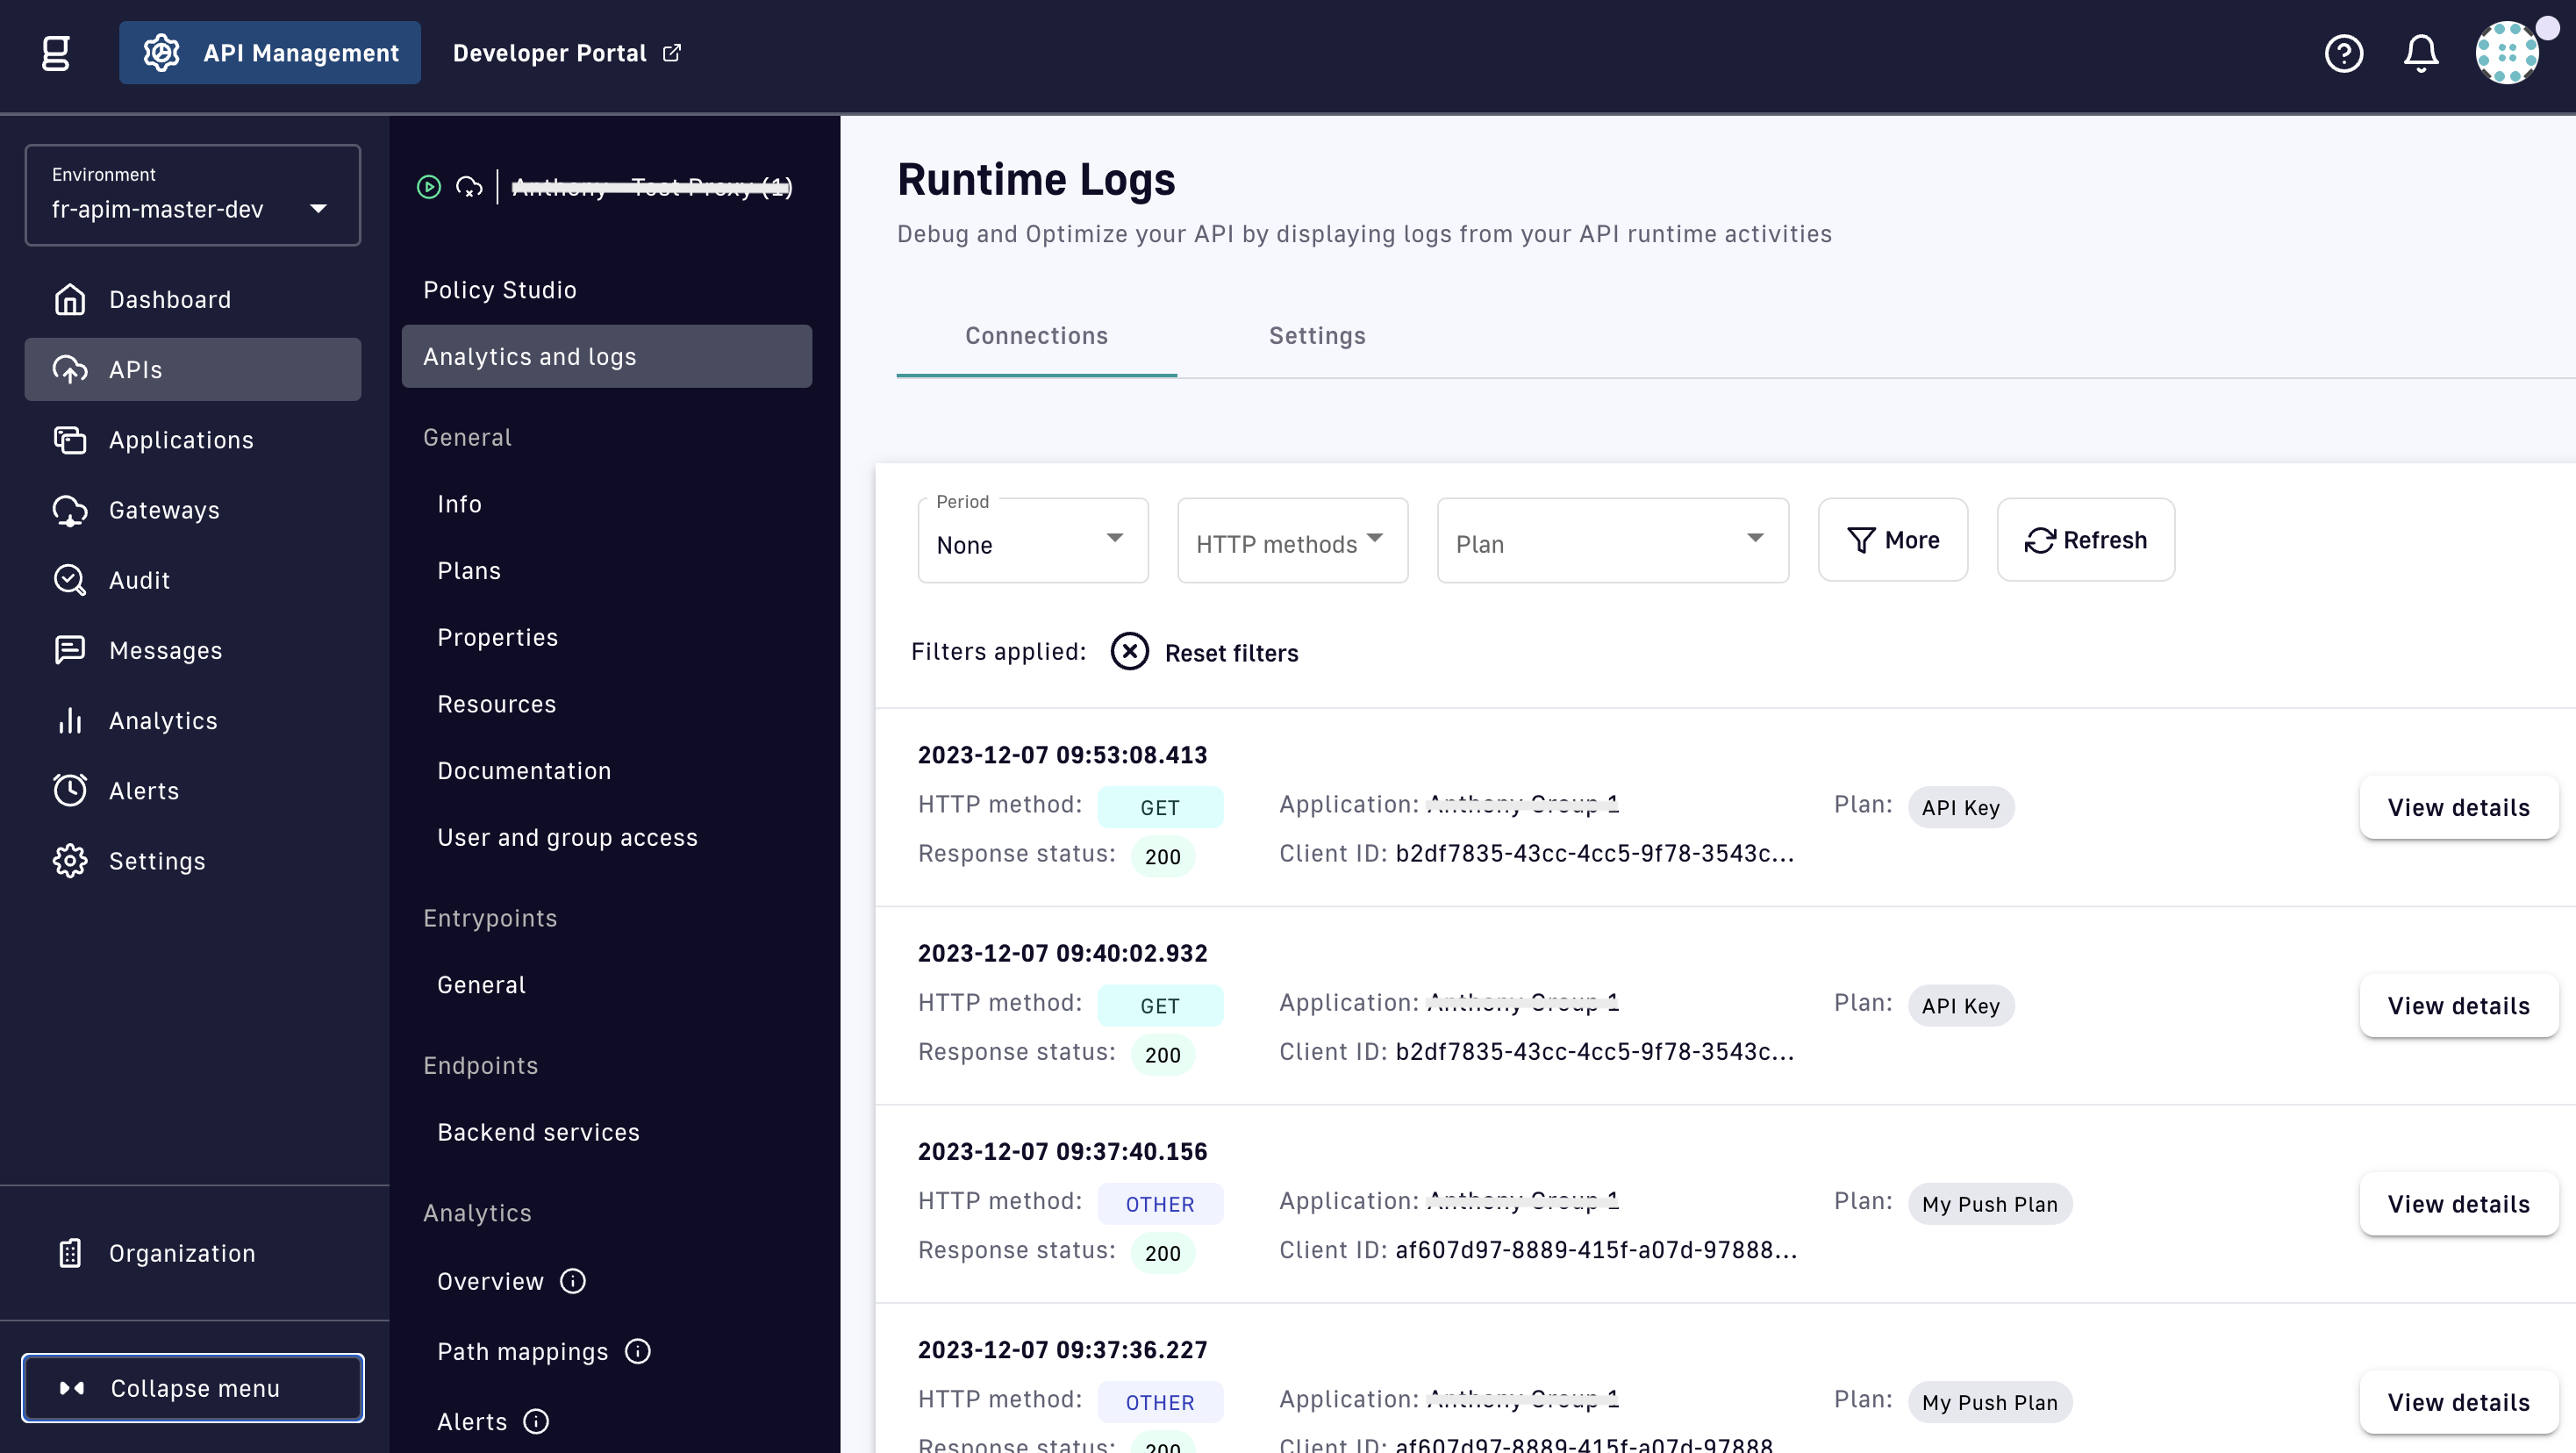 g
API Management
Developer Portal
Environment
fr-apim-master-dev
Dashboard
APIs
Applications
Gateways
Audit
Messages
Analytics
Alerts
Settings
Organization
Collapse menu
Policy Studio
Analytics and logs
General
Info
Plans
Properties
Resources
Documentation
User and group access
Entrypoints
General
Endpoints
Backend services
Analytics
Overview
Path mappings
Alerts
Runtime Logs
Debug and Optimize your API by displaying logs from your API runtime activities
Connections
Settings
Period
None
HTTP methods
Plan
More
Refresh
Filters applied:
Reset filters
2023-12-07 09:53:08.413
HTTP method: GET
Application:
Plan: API Key
View details
Response status: 200
Client ID: b2df7835-43cc-4cc5-9f78-3543c...
2023-12-07 09:40:02.932
HTTP method: GET
Application:
Plan: API Key
View details
Response status: 200
Client ID: b2df7835-43cc-4cc5-9f78-3543c...
2023-12-07 09:37:40.156
HTTP method: OTHER
Application:
Plan: My Push Plan
View details
Response status: 200
Client ID: af607d97-8889-415f-a07d-97888...
2023-12-07 09:37:36.227
HTTP method: OTHER
Application:
Plan: My Push Plan
View details
Response status: 200
Client ID: af607d97-8889-415f-a07d-97888